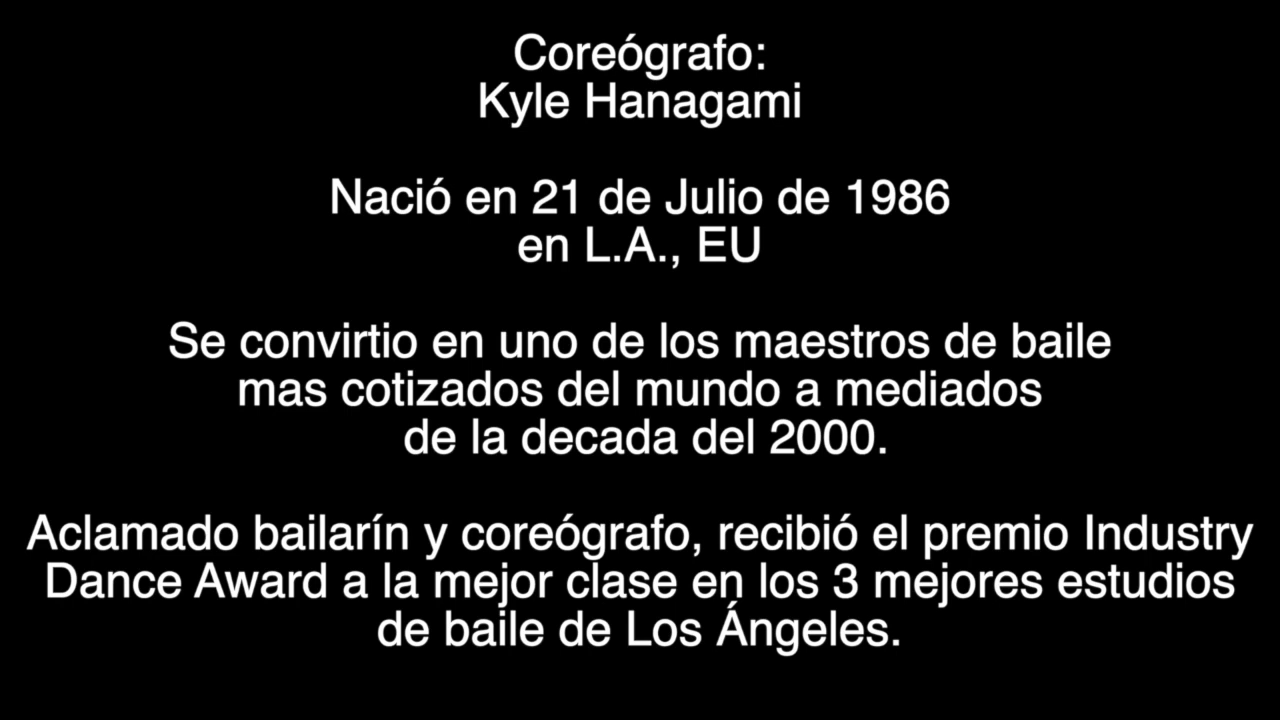 Coreógrafo:
Kyle Hanagami
Nació en 21 de Julio de 1986
en L.A., EU
Se convirtio en uno de los maestros de baile
mas cotizados del mundo a mediados
de la decada del 2000.
Aclamado bailarín y coreógrafo, recibió el premio Industry
Dance Award a la mejor clase en los 3 mejores estudios
de baile de Los Ángeles.